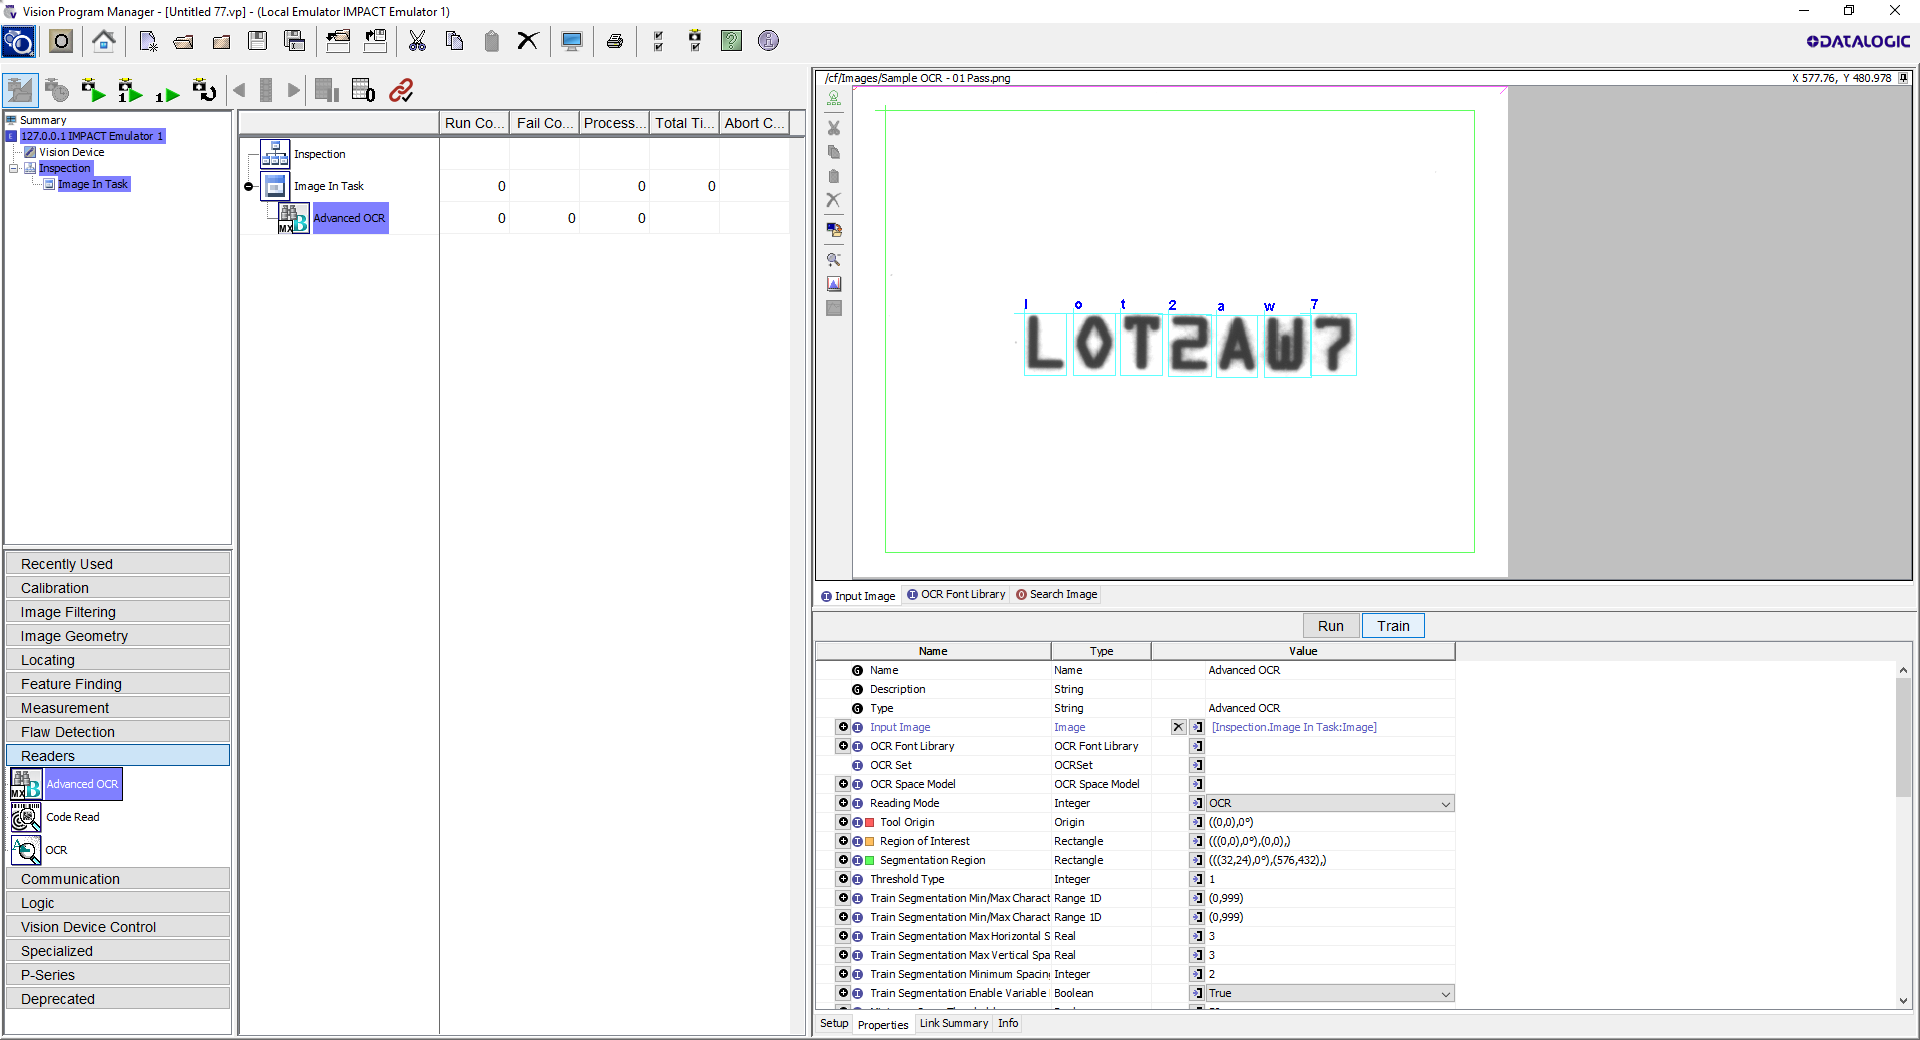 Vision Program Manager - [Untitled 77.vp] - (Local Emulator IMPACT Emulator 1)
DATALOGIC
Summary
127.0.0.1 IMPACT Emulator 1
Vision Device
Inspection
Image In Task
Run Co... Fail Co... Process... Total Ti... Abort C...
Inspection
Image In Task 0 0 0
Advanced OCR 0 0 0
Recently Used
Calibration
Image Filtering
Image Geometry
Locating
Feature Finding
Measurement
Flaw Detection
Readers
Advanced OCR
Code Read
OCR
Communication
Logic
Vision Device Control
Specialized
P-Series
Deprecated
/cf/Images/Sample OCR - 01 Pass.png X 577.76, Y 480.978
l o t 2 a w 7
LOT2AW7
Input Image OCR Font Library Search Image
Run Train
Name Type Value
Name Name Advanced OCR
Description String
Type String Advanced OCR
Input Image Image [Inspection.Image In Task:Image]
OCR Font Library OCR Font Library
OCR Set OCRSet
OCR Space Model OCR Space Model
Reading Mode Integer OCR
Tool Origin Origin ((0,0),0°)
Region of Interest Rectangle (((0,0),0°),(0,0),)
Segmentation Region Rectangle (((32,24),0°),(576,432),)
Threshold Type Integer 1
Train Segmentation Min/Max Charact Range 1D (0,999)
Train Segmentation Min/Max Charact Range 1D (0,999)
Train Segmentation Max Horizontal S Real 3
Train Segmentation Max Vertical Spa Real 3
Train Segmentation Minimum Spacing Integer 2
Train Segmentation Enable Variable Boolean True
Setup Properties Link Summary Info